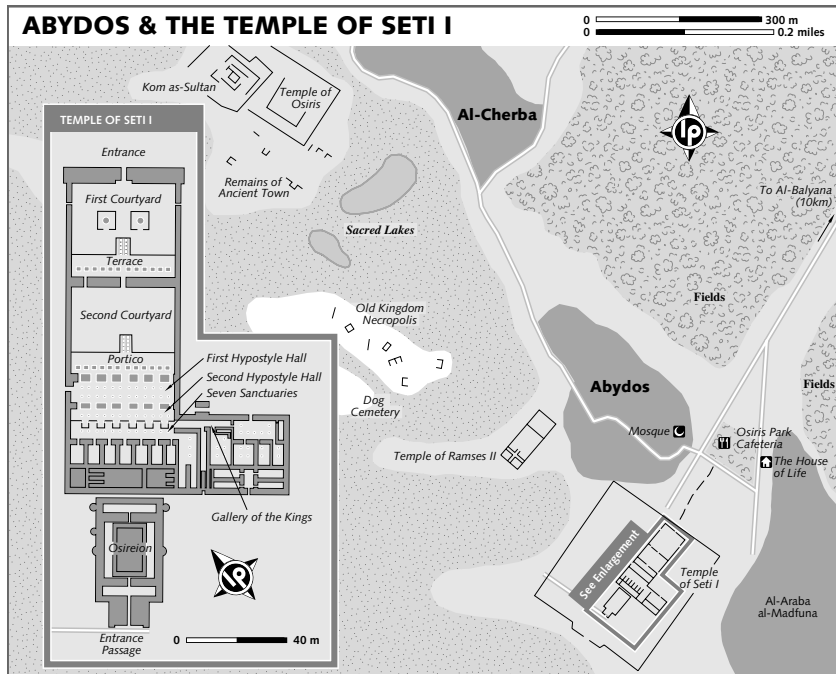 ABYDOS & THE TEMPLE OF SETI I
0 300 m
0 0.2 miles
Kom as-Sultan
Temple of
Osiris
Al-Cherba
lp
To Al-Balyana
(10km)
Remains of
Ancient Town
Sacred Lakes
Fields
Old Kingdom
Necropolis
Dog
Cemetery
Abydos
Fields
Mosque
Osiris Park
Cafeteria
The House
of Life
Temple of Ramses II
See Enlargement
Temple
of Seti I
Al-Araba
al-Madfuna
TEMPLE OF SETI I
Entrance
First Courtyard
Terrace
Second Courtyard
Portico
First Hypostyle Hall
Second Hypostyle Hall
Seven Sanctuaries
Gallery of the Kings
Osireion
lp
Entrance
Passage
0 40 m